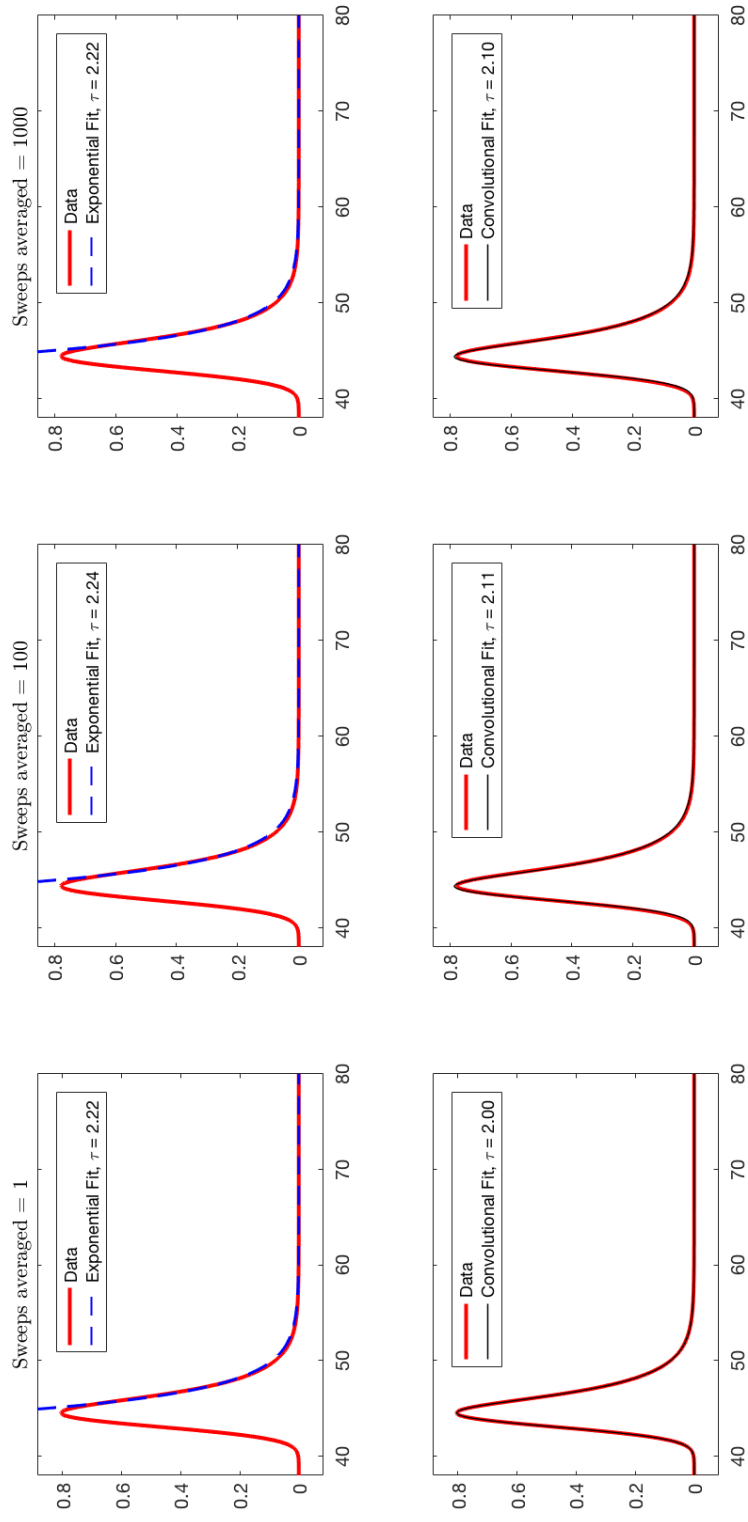 Sweeps averaged = 1
0.8
0.6
0.4
0.2
0
Data
Exponential Fit, τ = 2.22
40 50 60 70 80
Sweeps averaged = 100
0.8
0.6
0.4
0.2
0
Data
Exponential Fit, τ = 2.24
40 50 60 70 80
Sweeps averaged = 1000
0.8
0.6
0.4
0.2
0
Data
Exponential Fit, τ = 2.22
40 50 60 70 80
0.8
0.6
0.4
0.2
0
Data
Convolutional Fit, τ = 2.00
40 50 60 70 80
0.8
0.6
0.4
0.2
0
Data
Convolutional Fit, τ = 2.11
40 50 60 70 80
0.8
0.6
0.4
0.2
0
Data
Convolutional Fit, τ = 2.10
40 50 60 70 80